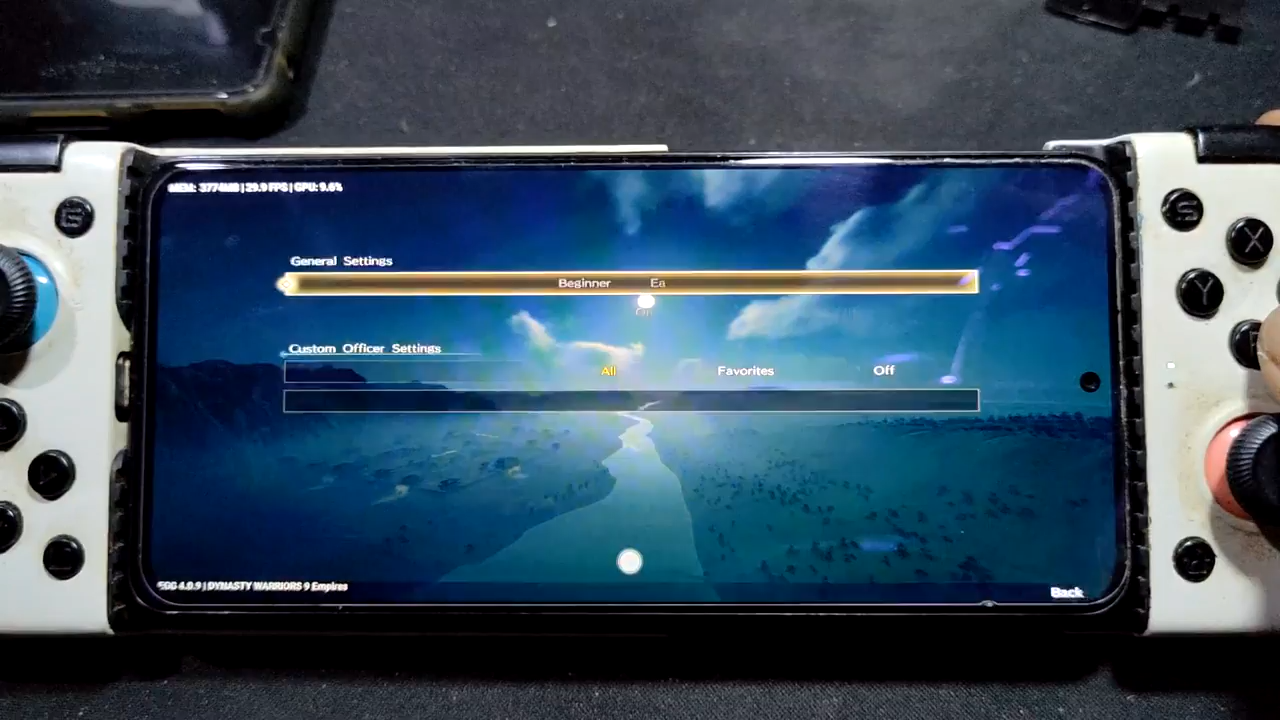 MEM: 3774MB | 29.9 FPS | GPU: 9.6%
General Settings
Beginner Ea
On
Custom Officer Settings
All Favorites Off
EGG 4.0.9 | DYNASTY WARRIORS 9 Empires
Back
S
X
Y